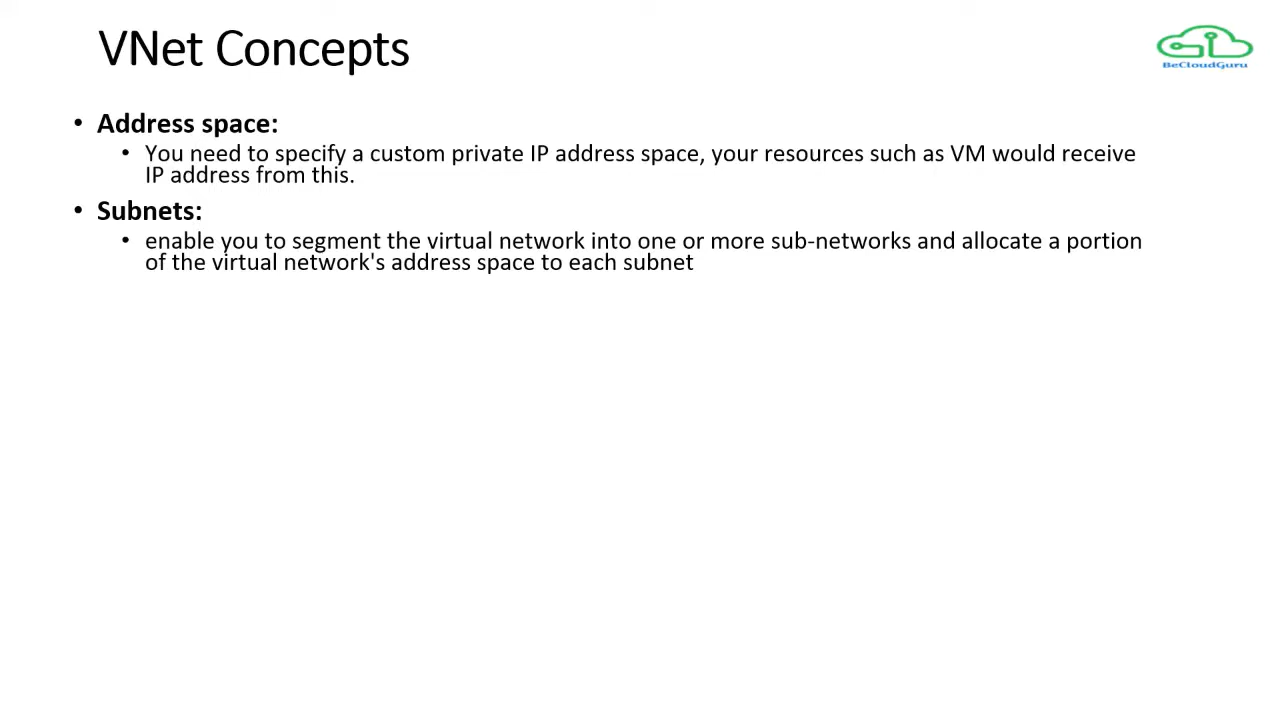 VNet Concepts
BeCloudGuru
• Address space:
• You need to specify a custom private IP address space, your resources such as VM would receive
IP address from this.
• Subnets:
• enable you to segment the virtual network into one or more sub-networks and allocate a portion
of the virtual network's address space to each subnet